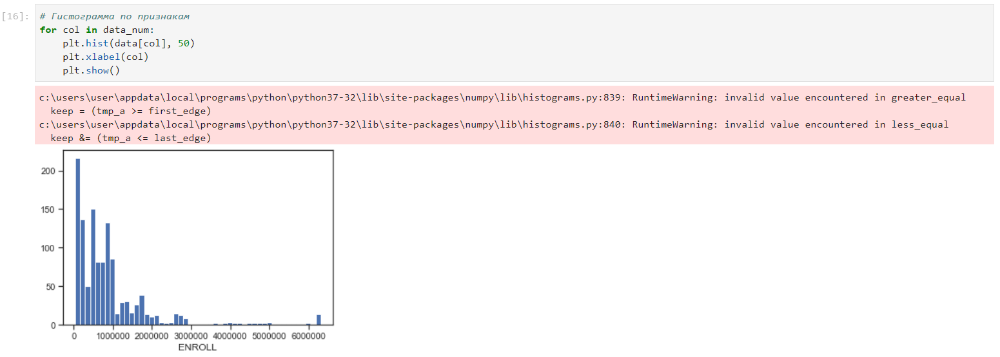 [16]: # Гистограмма по признакам
for col in data_num:
    plt.hist(data[col], 50)
    plt.xlabel(col)
    plt.show()
c:\users\user\appdata\local\programs\python\python37-32\lib\site-packages\numpy\lib\histograms.py:839: RuntimeWarning: invalid value encountered in greater_equal
  keep = (tmp_a >= first_edge)
c:\users\user\appdata\local\programs\python\python37-32\lib\site-packages\numpy\lib\histograms.py:840: RuntimeWarning: invalid value encountered in less_equal
  keep &= (tmp_a <= last_edge)
200
150
100
50
0
0 1000000 2000000 3000000 4000000 5000000 6000000
ENROLL